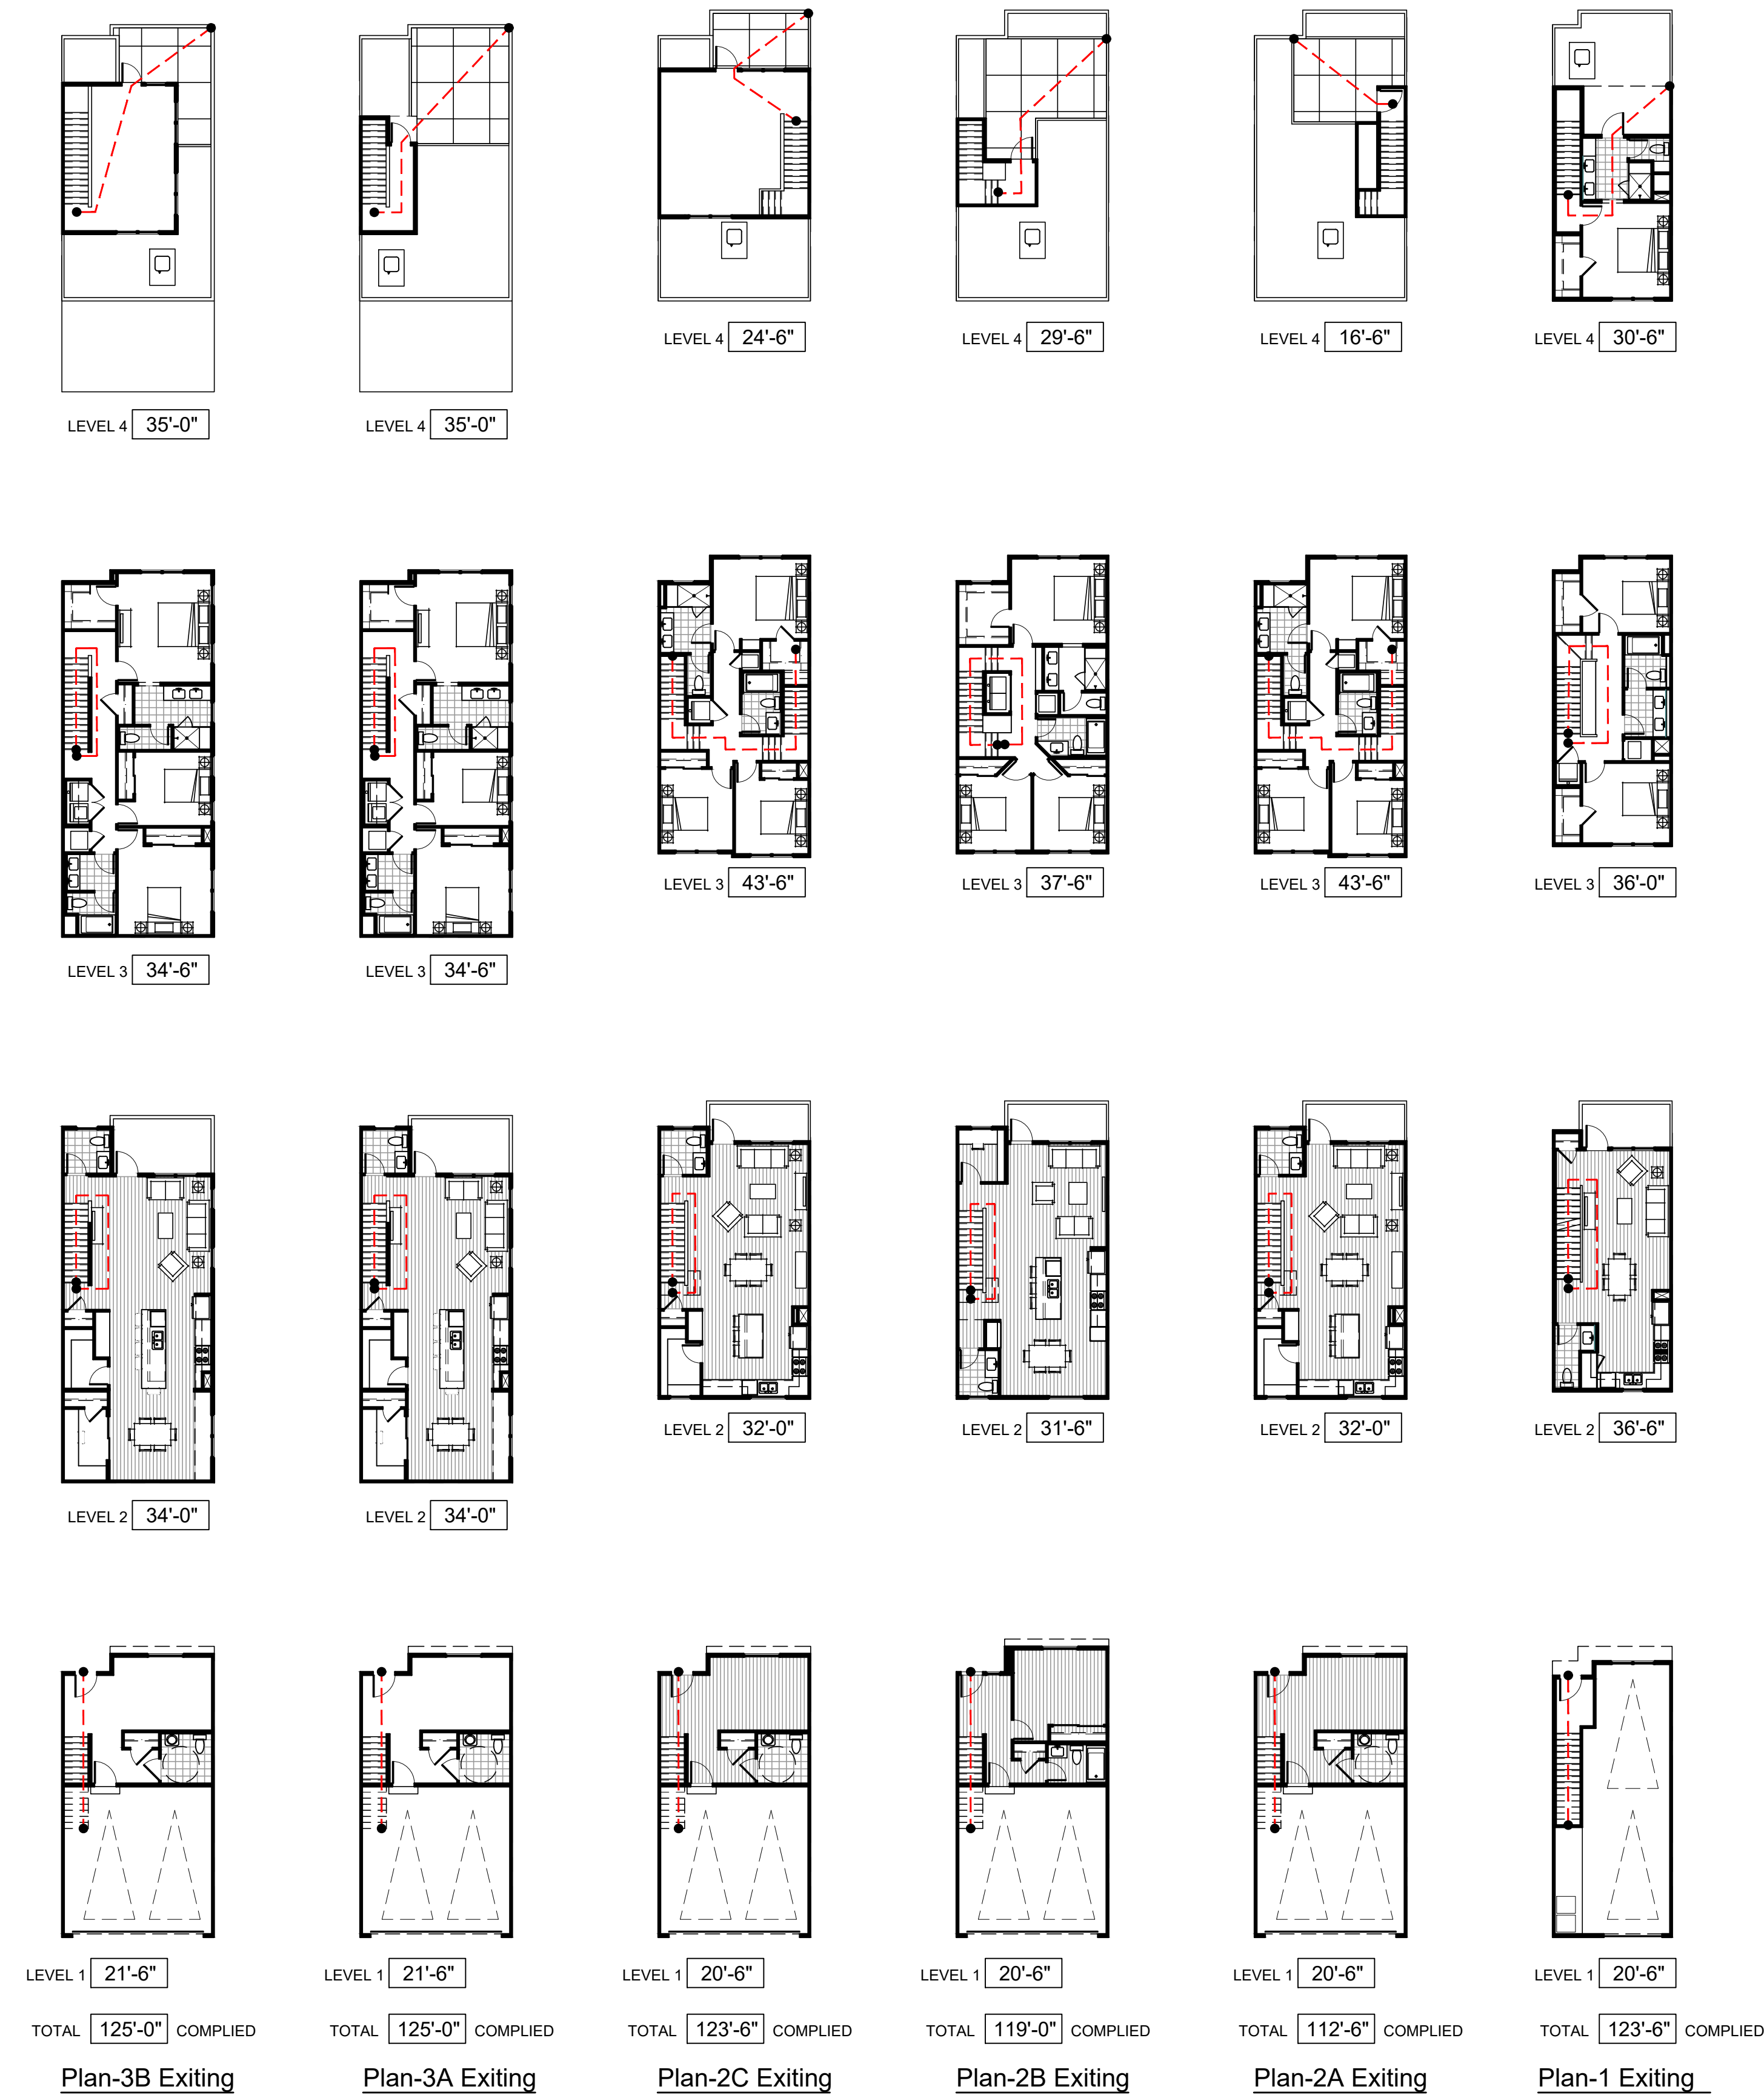 LEVEL 4 24'-6"
LEVEL 4 29'-6"
LEVEL 4 16'-6"
LEVEL 4 30'-6"
LEVEL 4 35'-0"
LEVEL 4 35'-0"
LEVEL 3 43'-6"
LEVEL 3 37'-6"
LEVEL 3 43'-6"
LEVEL 3 36'-0"
LEVEL 3 34'-6"
LEVEL 3 34'-6"
LEVEL 2 32'-0"
LEVEL 2 31'-6"
LEVEL 2 32'-0"
LEVEL 2 36'-6"
LEVEL 2 34'-0"
LEVEL 2 34'-0"
LEVEL 1 21'-6"
LEVEL 1 21'-6"
LEVEL 1 20'-6"
LEVEL 1 20'-6"
LEVEL 1 20'-6"
LEVEL 1 20'-6"
TOTAL 125'-0" COMPLIED
TOTAL 125'-0" COMPLIED
TOTAL 123'-6" COMPLIED
TOTAL 119'-0" COMPLIED
TOTAL 112'-6" COMPLIED
TOTAL 123'-6" COMPLIED
Plan-3B Exiting
Plan-3A Exiting
Plan-2C Exiting
Plan-2B Exiting
Plan-2A Exiting
Plan-1 Exiting